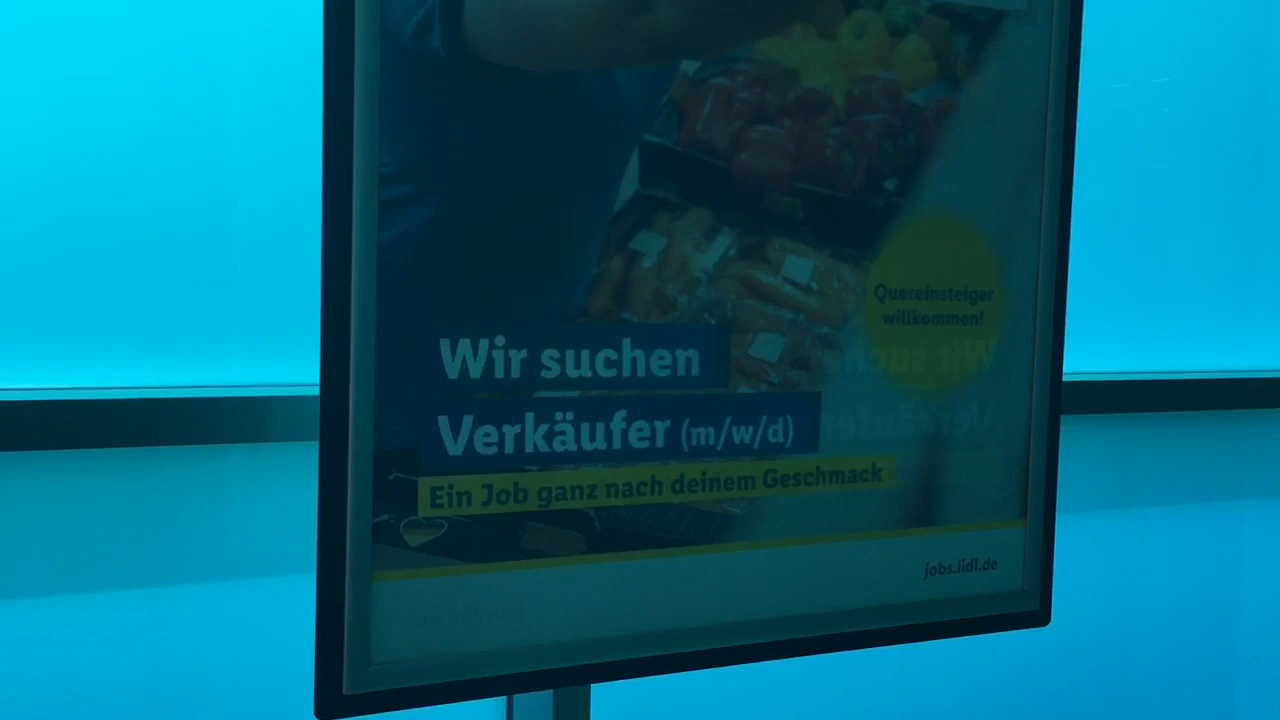 Quereinsteiger
willkommen!
Wir suchen
Verkäufer (m/w/d)
Ein Job ganz nach deinem Geschmack
jobs.lidl.de